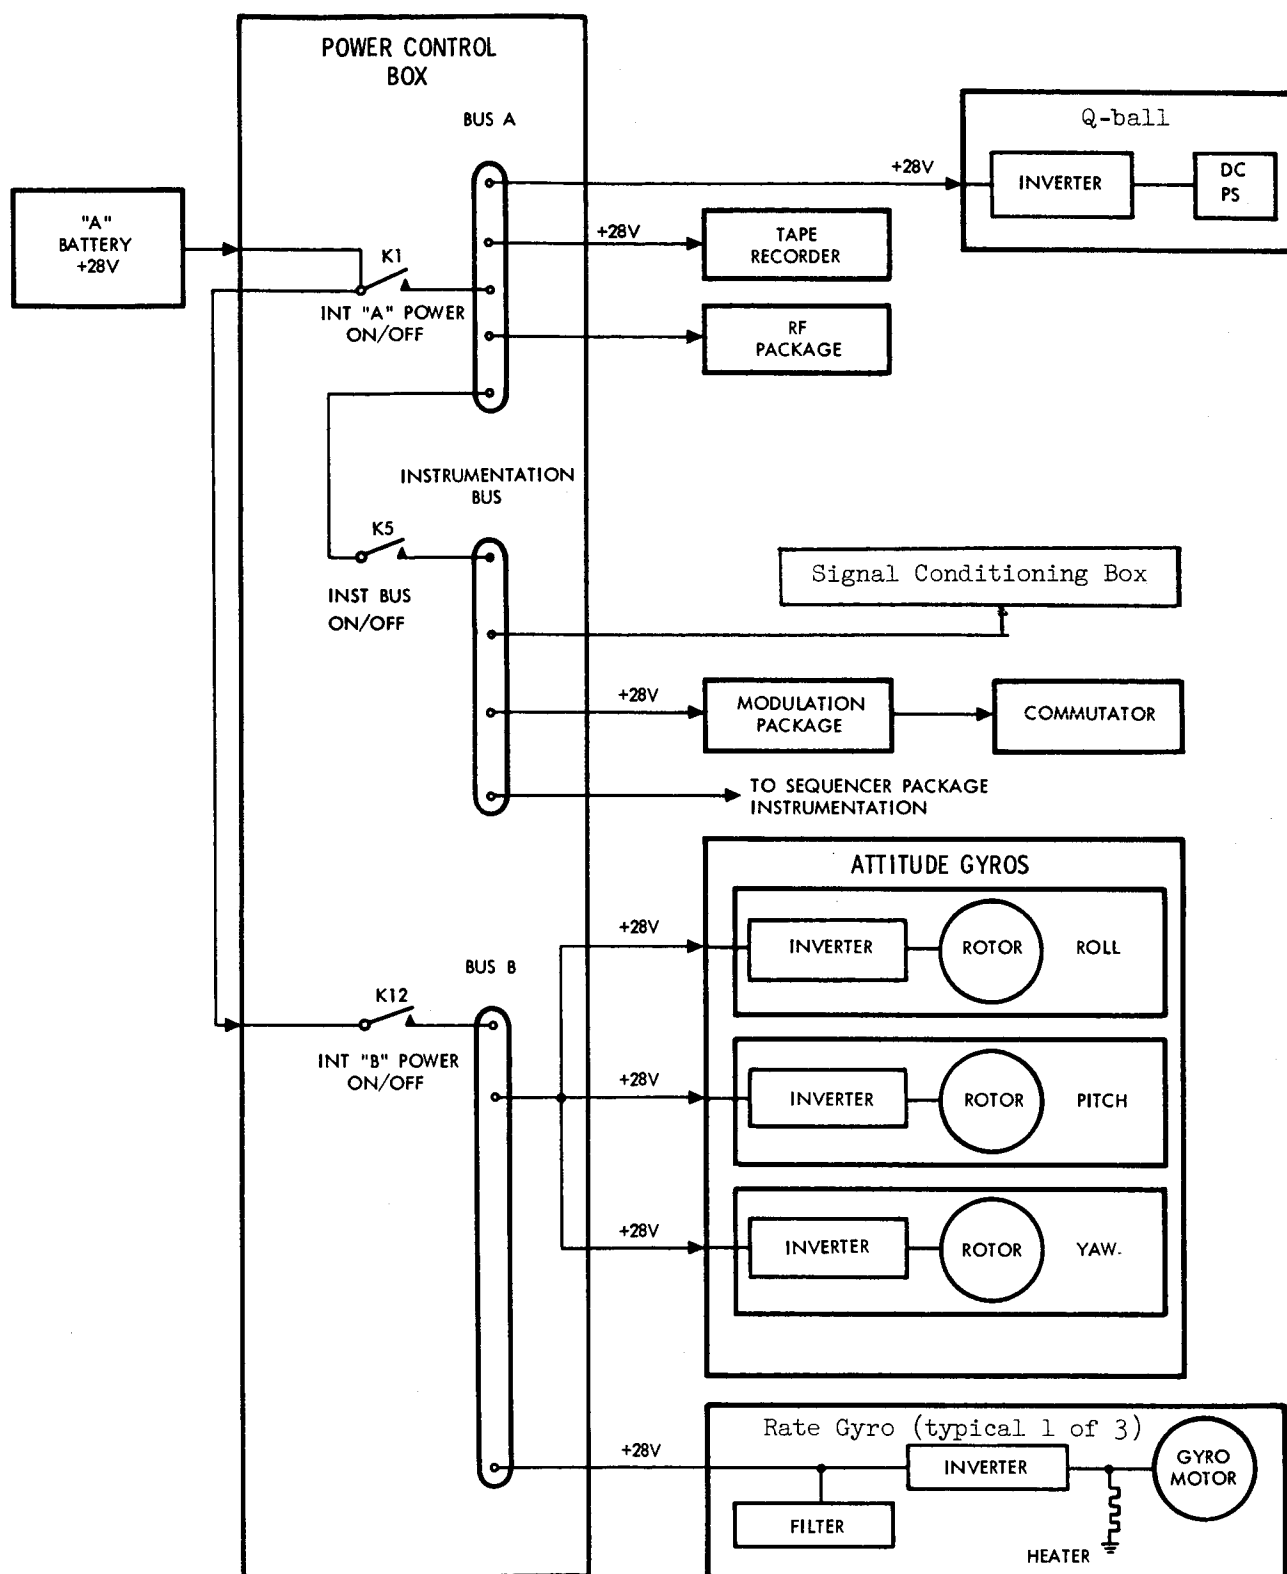 POWER CONTROL
BOX
BUS A
"A"
BATTERY
+28V
K1
INT "A" POWER
ON/OFF
+28V
Q-ball
INVERTER
DC
PS
+28V
TAPE
RECORDER
RF
PACKAGE
INSTRUMENTATION
BUS
K5
INST BUS
ON/OFF
Signal Conditioning Box
+28V
MODULATION
PACKAGE
COMMUTATOR
TO SEQUENCER PACKAGE
INSTRUMENTATION
ATTITUDE GYROS
+28V
INVERTER
ROTOR
ROLL
BUS B
K12
INT "B" POWER
ON/OFF
+28V
INVERTER
ROTOR
PITCH
+28V
INVERTER
ROTOR
YAW
Rate Gyro (typical 1 of 3)
+28V
INVERTER
GYRO
MOTOR
FILTER
HEATER